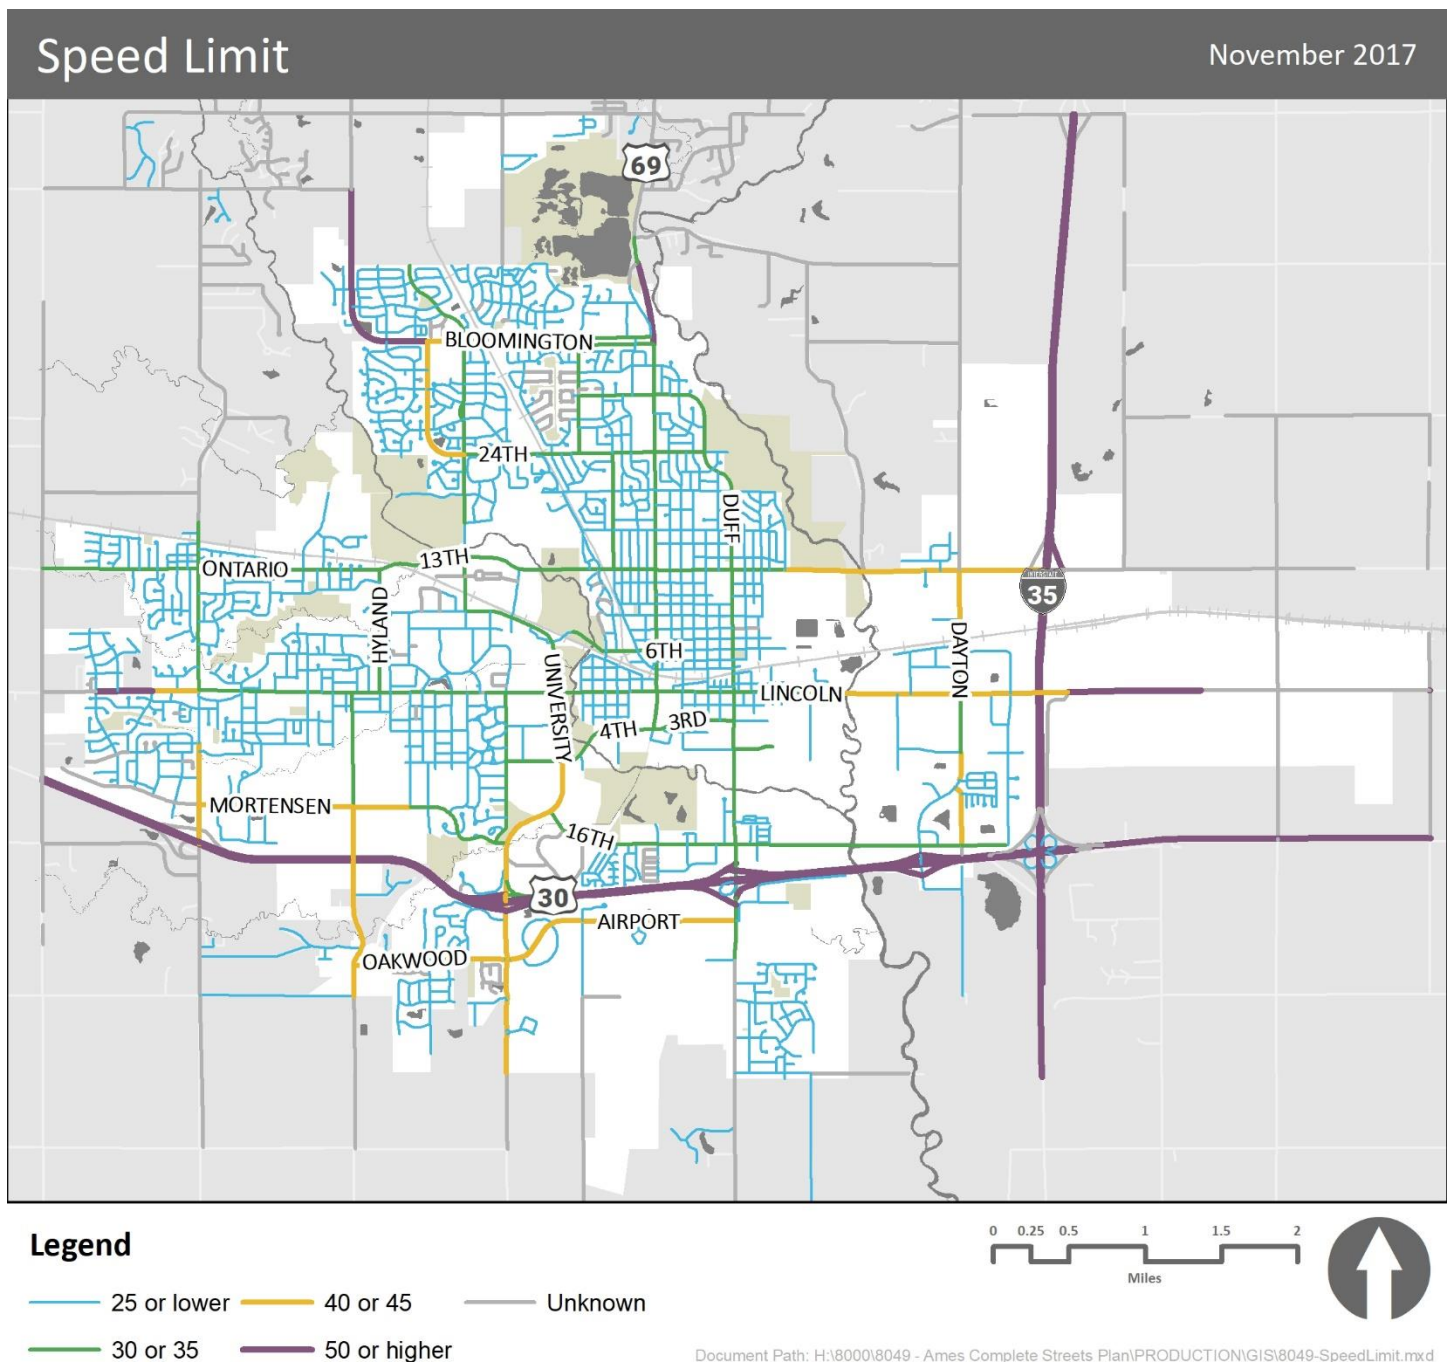 Speed Limit
November 2017
69
BLOOMINGTON
24TH
DUFF
13TH
ONTARIO
INTERSTATE
35
HYLAND
DAYTON
6TH
UNIVERSITY
LINCOLN
4TH
3RD
MORTENSEN
16TH
30
AIRPORT
OAKWOOD
Legend
0 0.25 0.5 1 1.5 2
Miles
25 or lower
40 or 45
Unknown
30 or 35
50 or higher
Document Path: H:\8000\8049 - Ames Complete Streets Plan\PRODUCTION\GIS\8049-SpeedLimit.mxd